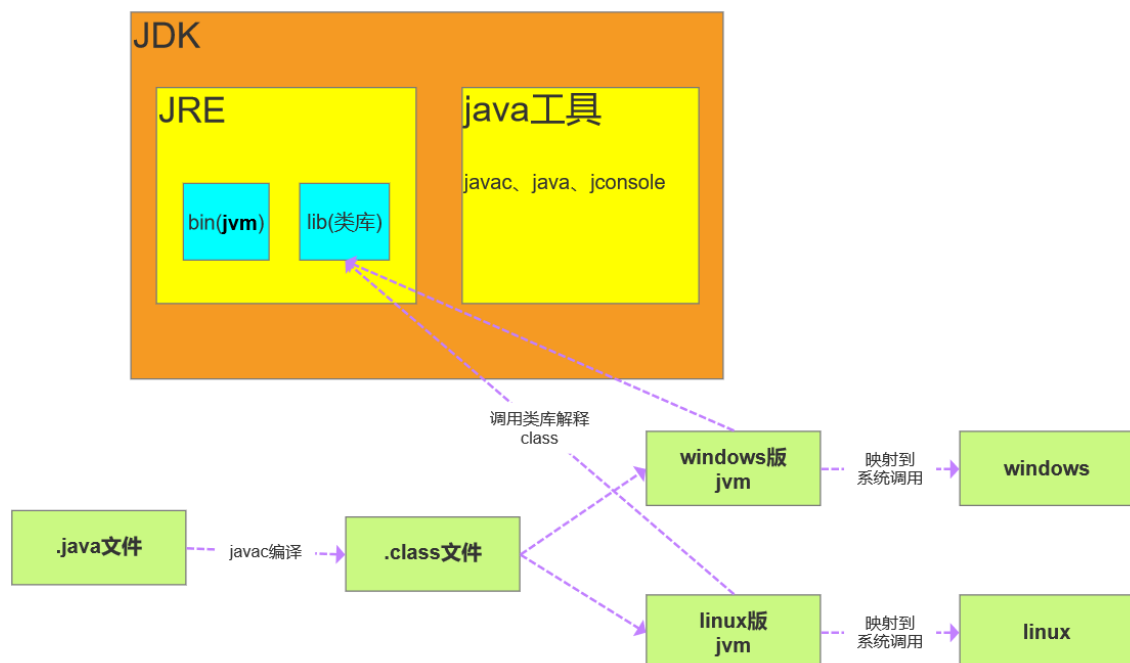 JDK
JRE
java工具
javac、java、jconsole
bin(jvm)
lib(类库)
调用类库解释
class
windows版
jvm
映射到
系统调用
windows
.java文件
javac编译
.class文件
linux版
jvm
映射到
系统调用
linux